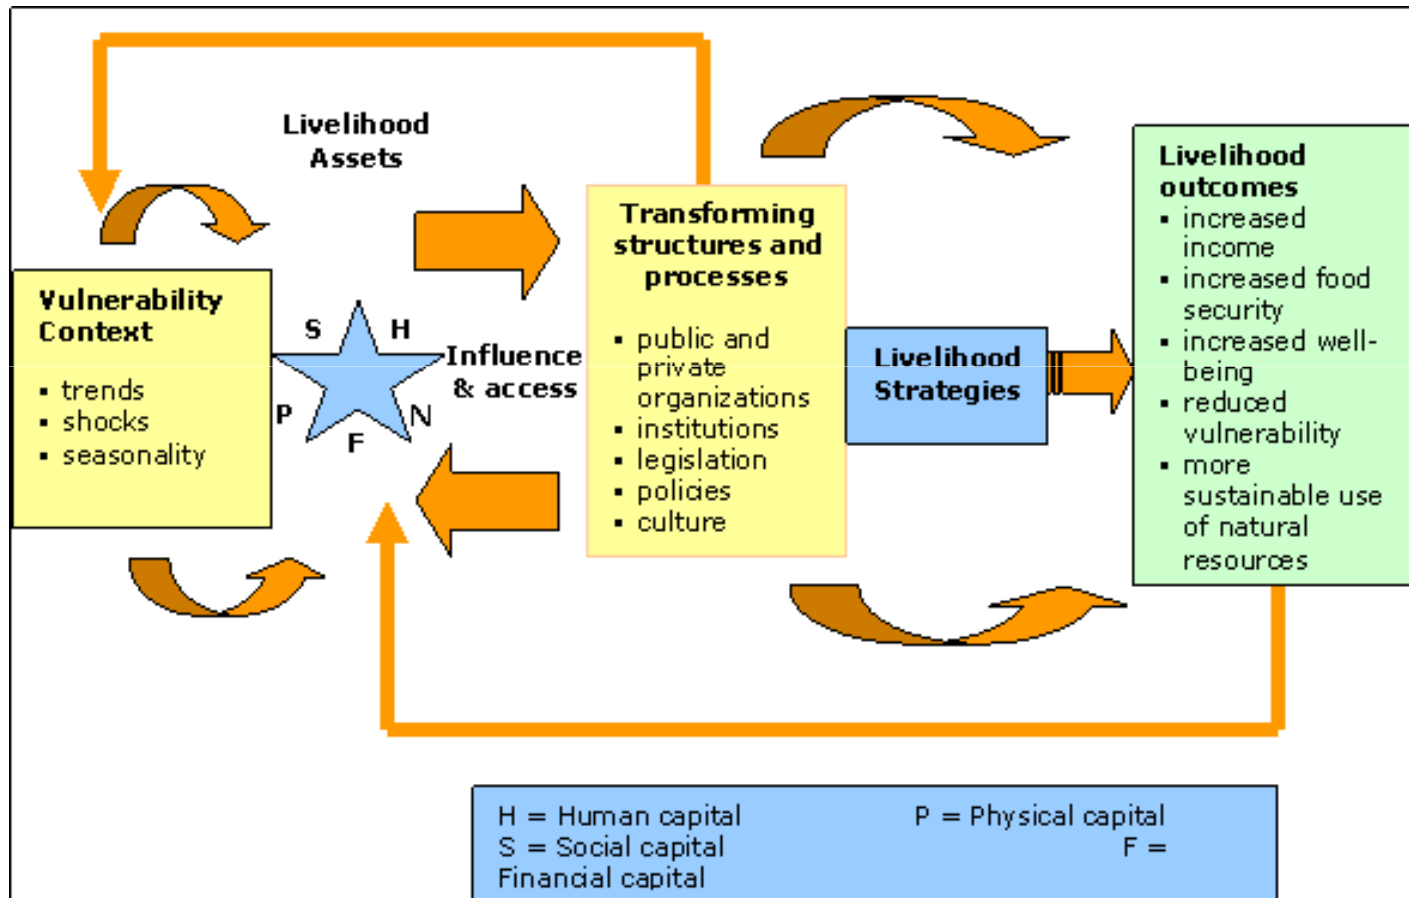 Livelihood
Assets
Vulnerability
Context
▪ trends
▪ shocks
▪ seasonality
S
H
P
N
F
Influence
& access
Transforming
structures and
processes
▪ public and
private
organizations
▪ institutions
▪ legislation
▪ policies
▪ culture
Livelihood
Strategies
Livelihood
outcomes
▪ increased
income
▪ increased food
security
▪ increased well-
being
▪ reduced
vulnerability
▪ more
sustainable use
of natural
resources
H = Human capital P = Physical capital
S = Social capital F =
Financial capital